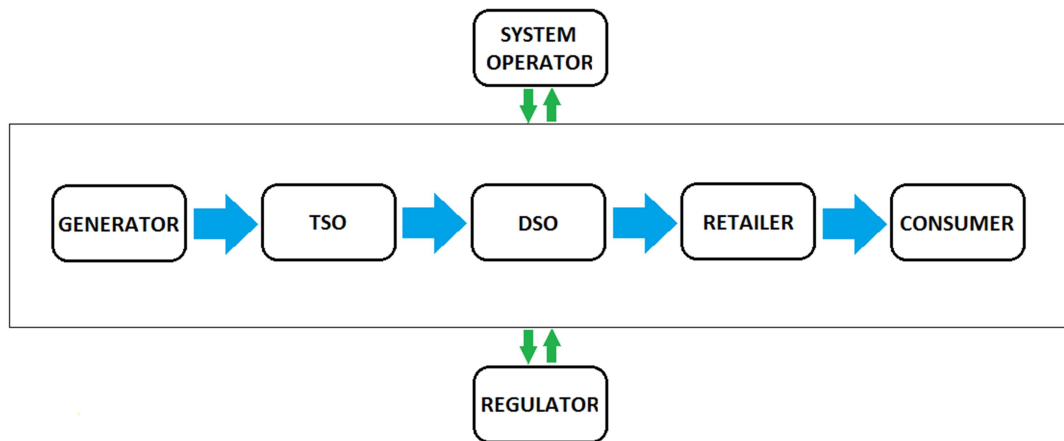 SYSTEM
OPERATOR
GENERATOR
TSO
DSO
RETAILER
CONSUMER
REGULATOR